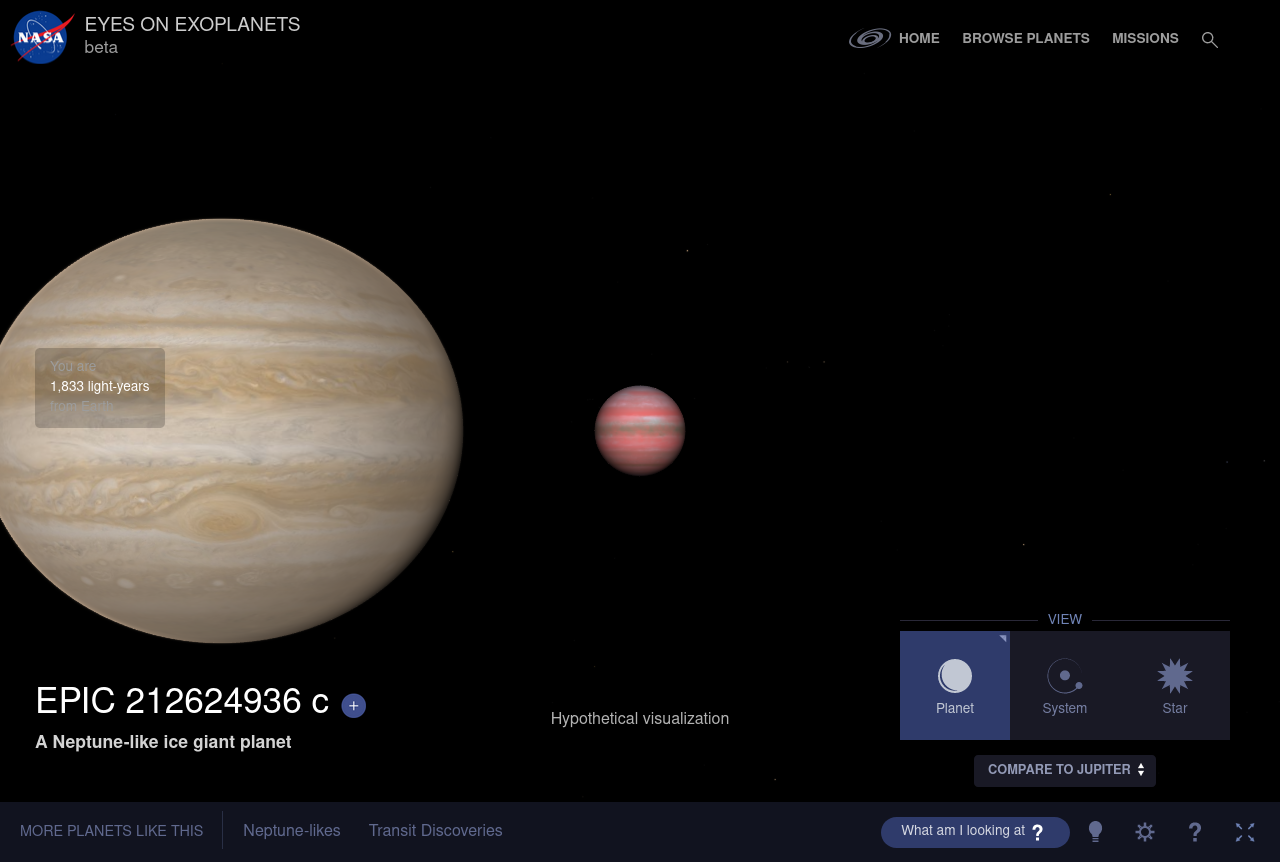 NASA
EYES ON EXOPLANETS
beta
HOME
BROWSE PLANETS
MISSIONS
You are
1,833 light-years
from Earth
VIEW
Planet
System
Star
EPIC 212624936 c +
A Neptune-like ice giant planet
Hypothetical visualization
COMPARE TO JUPITER
MORE PLANETS LIKE THIS
Neptune-likes
Transit Discoveries
What am I looking at ?
?